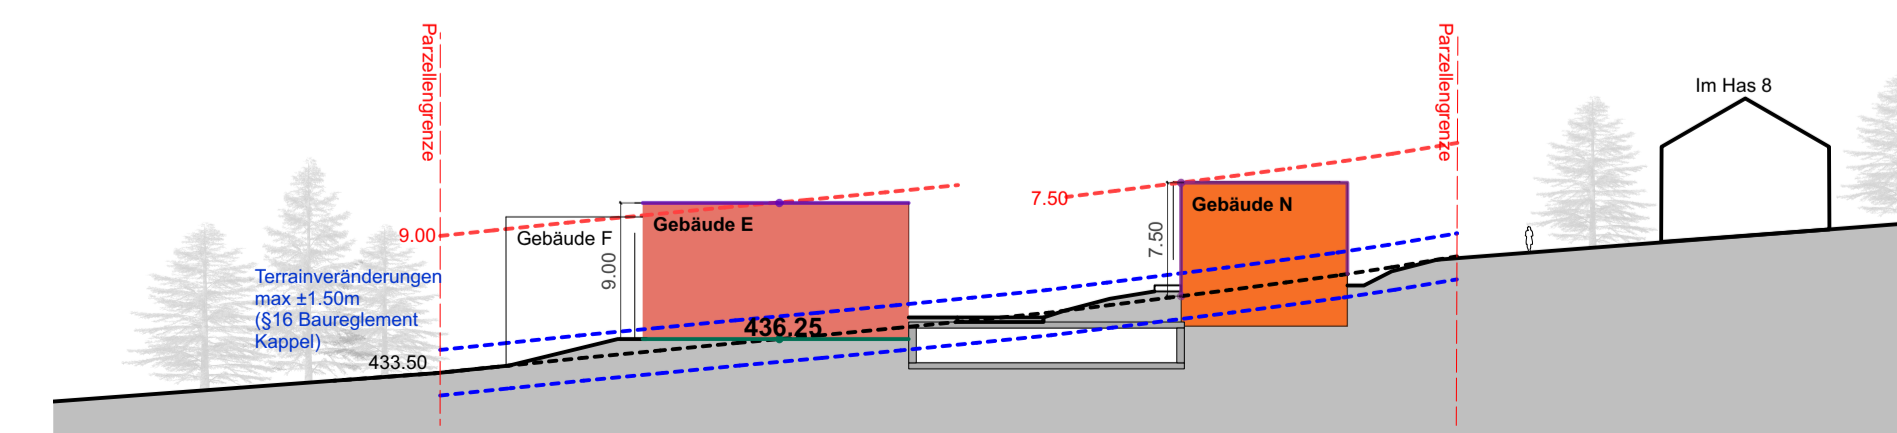 Parzellengrenze
Parzellengrenze
Im Has 8
7.50
Gebäude N
Gebäude E
9.00
Gebäude F
7.50
9.00
Terrainveränderungen
max ±1.50m
(§16 Baureglement
Kappel)
436.25
433.50